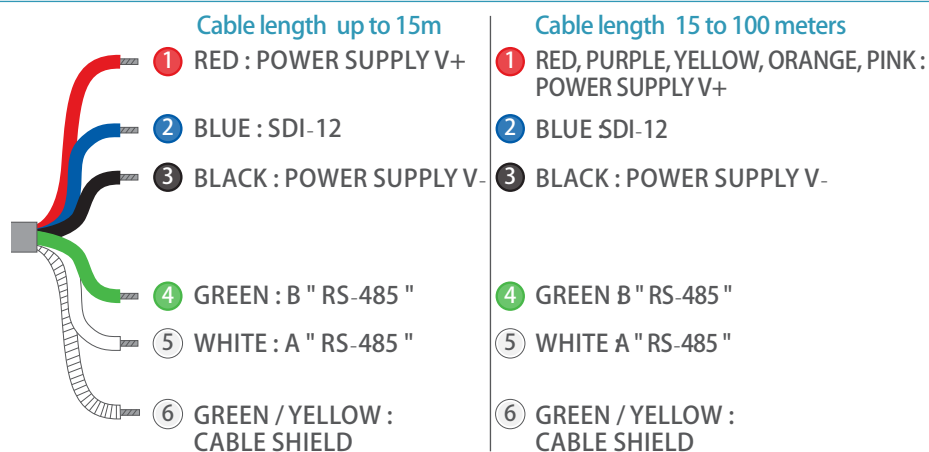 Cable length up to 15m
1 RED : POWER SUPPLY V+
2 BLUE : SDI-12
3 BLACK : POWER SUPPLY V-
4 GREEN : B " RS-485 "
5 WHITE : A " RS-485 "
6 GREEN / YELLOW :
CABLE SHIELD
Cable length 15 to 100 meters
1 RED, PURPLE, YELLOW, ORANGE, PINK :
POWER SUPPLY V+
2 BLUE : SDI-12
3 BLACK : POWER SUPPLY V-
4 GREEN : B " RS-485 "
5 WHITE : A " RS-485 "
6 GREEN / YELLOW :
CABLE SHIELD